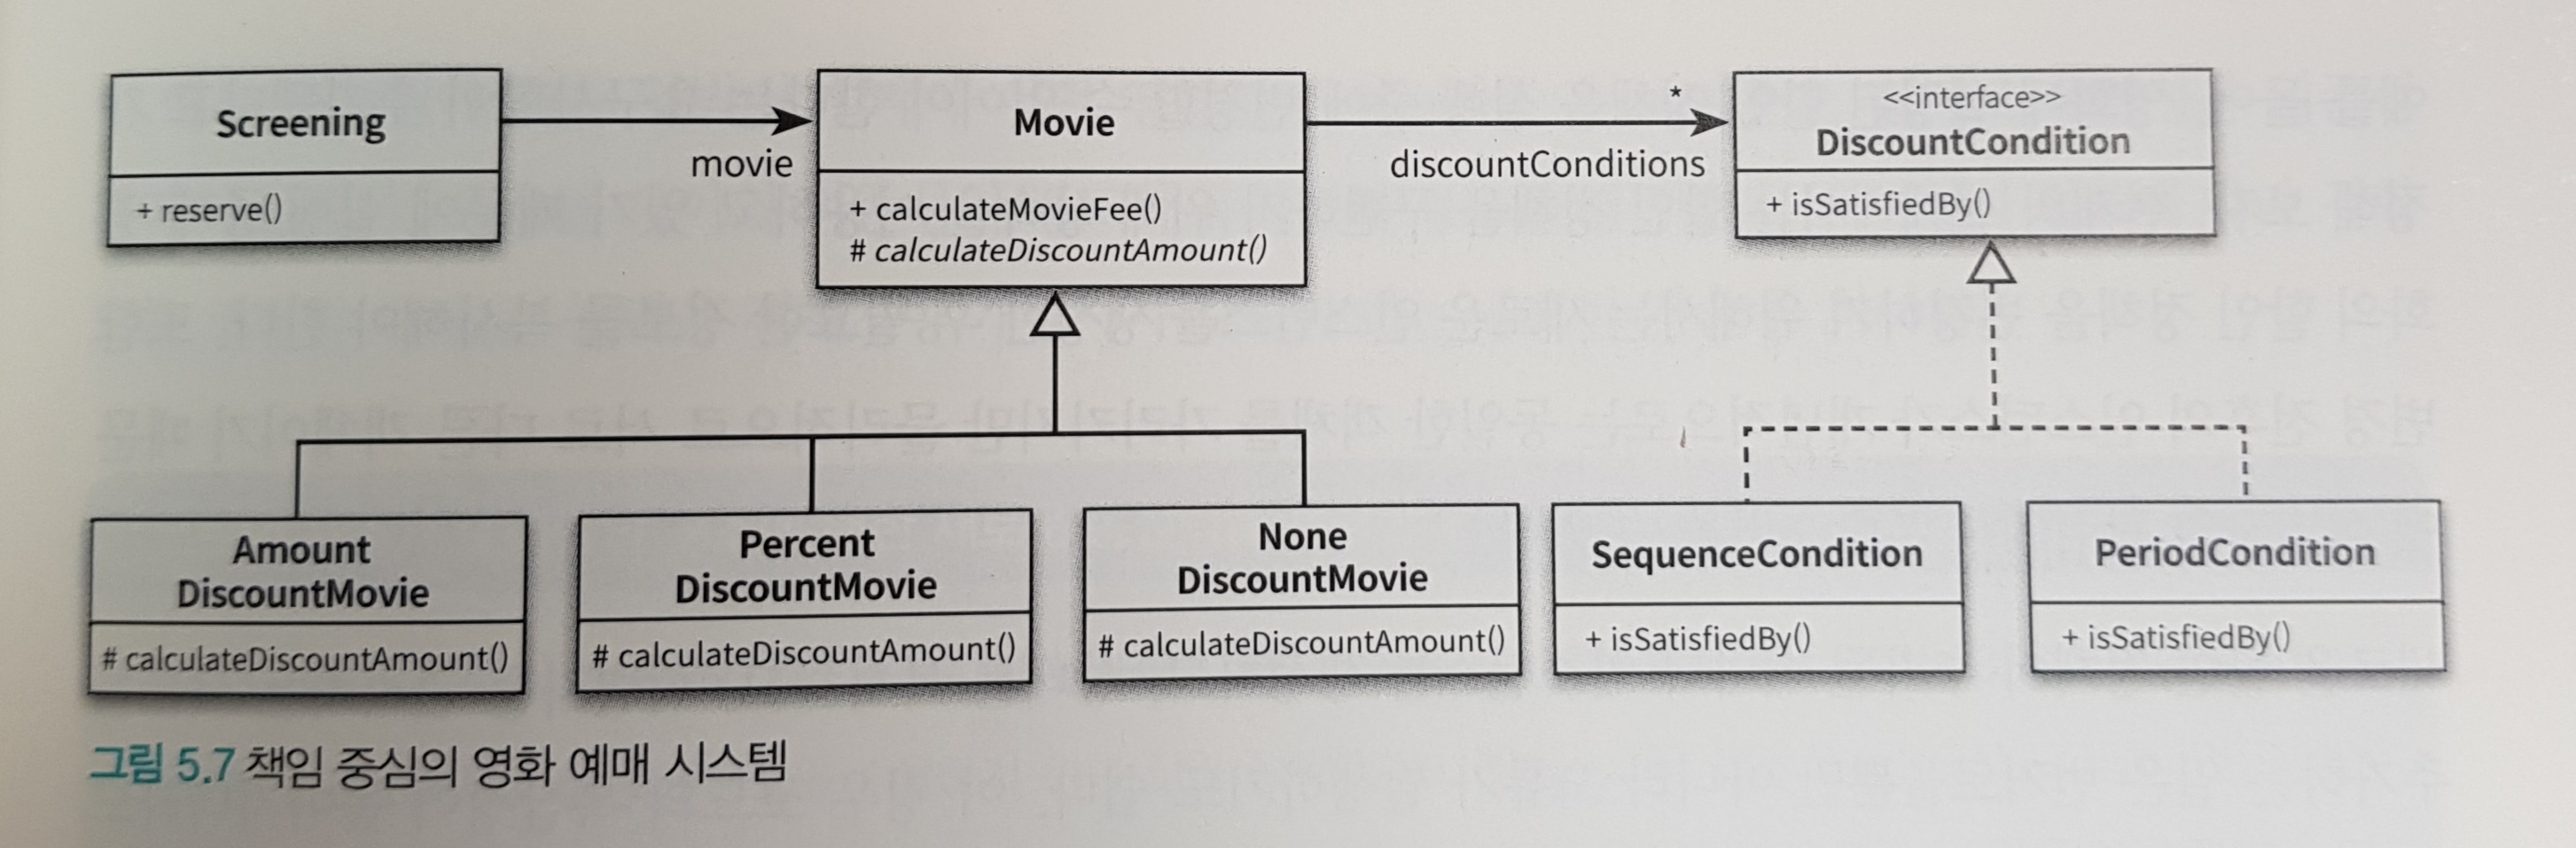 Screening
+ reserve()
movie
Movie
+ calculateMovieFee()
# calculateDiscountAmount()
*
discountConditions
<<interface>>
DiscountCondition
+ isSatisfiedBy()
Amount
DiscountMovie
# calculateDiscountAmount()
Percent
DiscountMovie
# calculateDiscountAmount()
None
DiscountMovie
# calculateDiscountAmount()
SequenceCondition
+ isSatisfiedBy()
PeriodCondition
+ isSatisfiedBy()
그림 5.7 책임 중심의 영화 예매 시스템